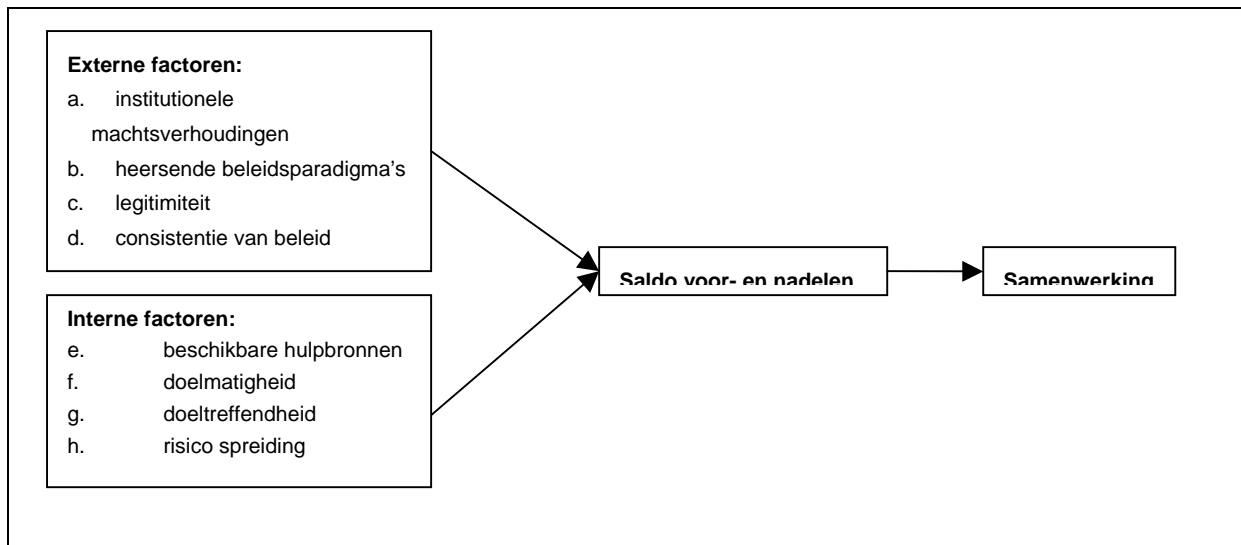 Externe factoren:
a. institutionele
machtsverhoudingen
b. heersende beleidsparadigma's
c. legitimiteit
d. consistentie van beleid
Interne factoren:
e. beschikbare hulpbronnen
f. doelmatigheid
g. doeltreffendheid
h. risico spreiding
Saldo voor- en nadelen
Samenwerking